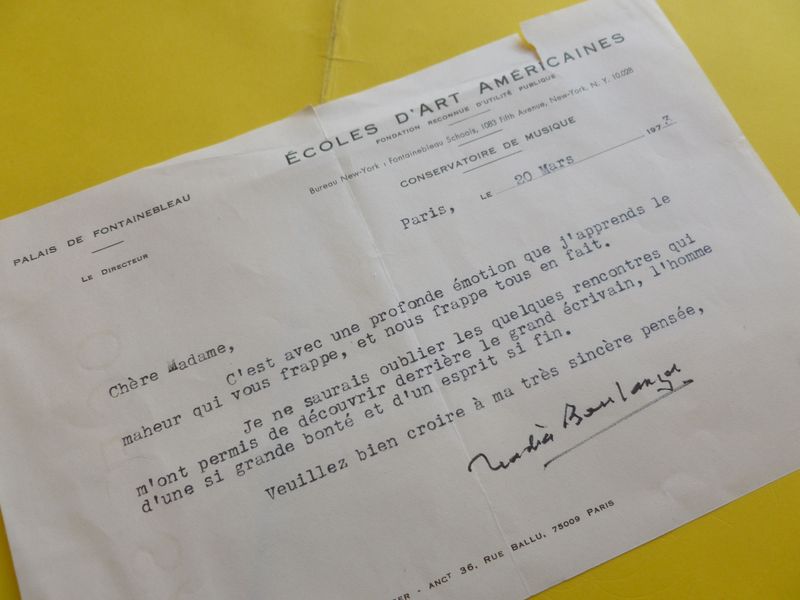 ÉCOLES D'ART AMÉRICAINES
FONDATION RECONNUE D'UTILITÉ PUBLIQUE
Bureau New-York : Fontainebleau Schools, 1083 Fifth Avenue, New-York, N. Y. 10.028
CONSERVATOIRE DE MUSIQUE
PALAIS DE FONTAINEBLEAU
LE DIRECTEUR
Paris, LE 20 Mars 1973
Chère Madame,
C'est avec une profonde émotion que j'apprends le
maheur qui vous frappe, et nous frappe tous en fait.
Je ne saurais oublier les quelques rencontres qui
m'ont permis de découvrir derrière le grand écrivain, l'homme
d'une si grande bonté et d'un esprit si fin.
Veuillez bien croire à ma très sincère pensée,
Nadia Boulanger
- ANCT 36, RUE BALLU, 75009 PARIS